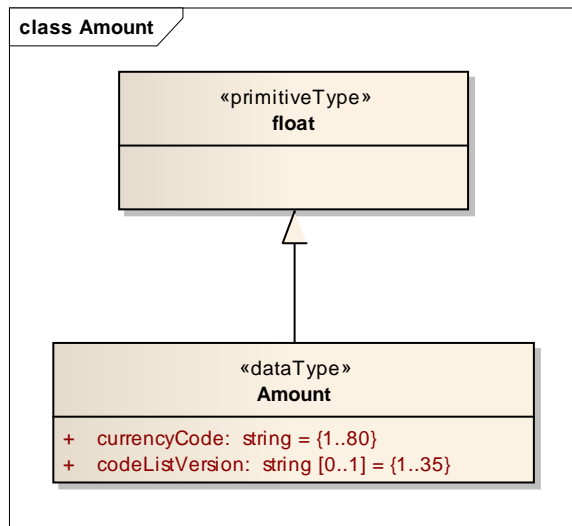 class Amount
«primitiveType»
float
«dataType»
Amount
+ currencyCode: string = {1..80}
+ codeListVersion: string [0..1] = {1..35}